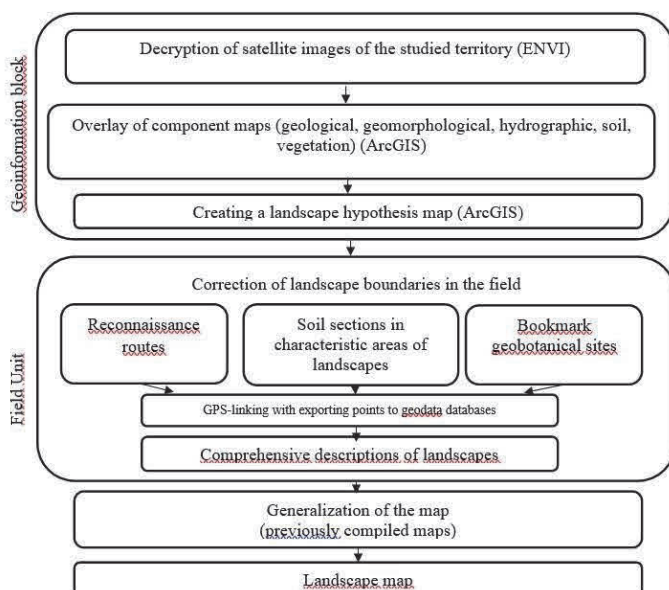 Geoinformation block
Decryption of satellite images of the studied territory (ENVI)
Overlay of component maps (geological, geomorphological, hydrographic, soil,
vegetation) (ArcGIS)
Creating a landscape hypothesis map (ArcGIS)
Field Unit
Correction of landscape boundaries in the field
Reconnaissance
routes
Soil sections in
characteristic areas of
landscapes
Bookmark
geobotanical sites
GPS-linking with exporting points to geodata databases
Comprehensive descriptions of landscapes
Generalization of the map
(previously compiled maps)
Landscape map